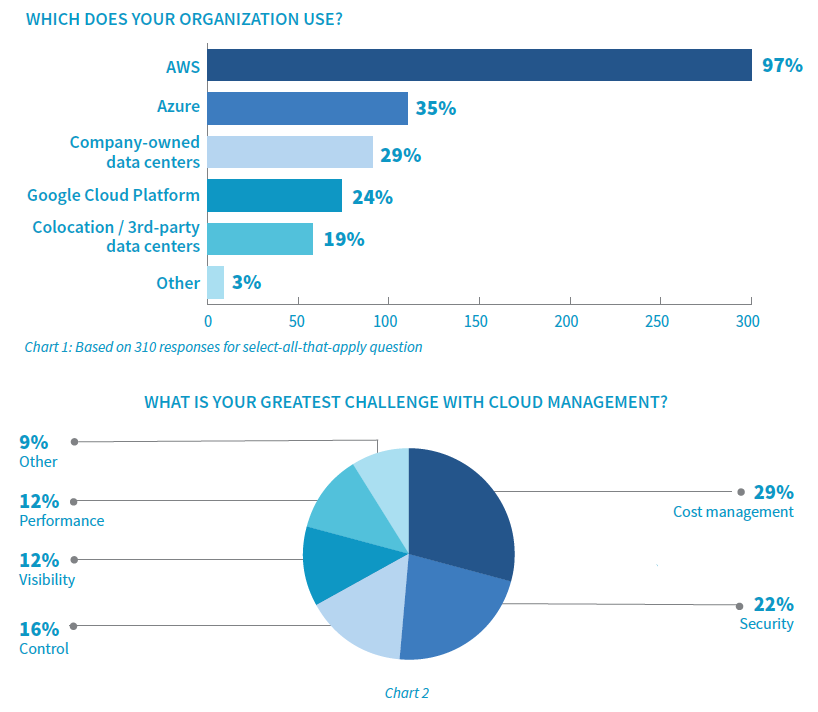 WHICH DOES YOUR ORGANIZATION USE?
AWS
97%
Azure
35%
Company-owned
data centers
29%
Google Cloud Platform
24%
Colocation / 3rd-party
data centers
19%
Other
3%
0 50 100 150 200 250 300
Chart 1: Based on 310 responses for select-all-that-apply question
WHAT IS YOUR GREATEST CHALLENGE WITH CLOUD MANAGEMENT?
9%
Other
12%
Performance
12%
Visibility
16%
Control
29%
Cost management
22%
Security
Chart 2